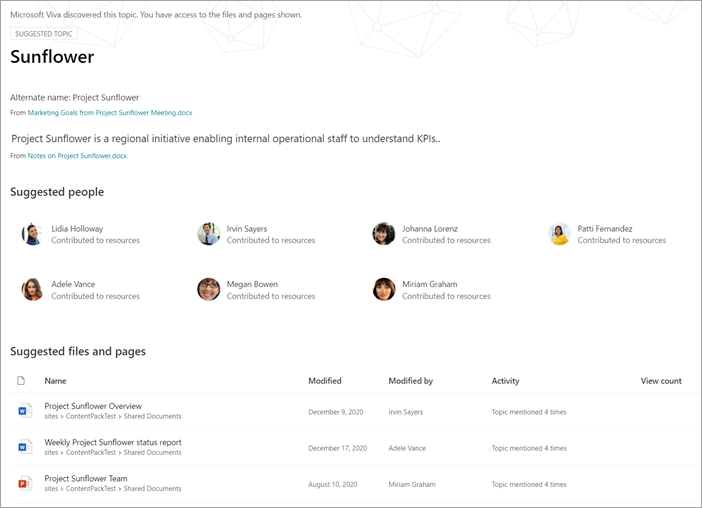 Microsoft Viva discovered this topic. You have access to the files and pages shown.
SUGGESTED TOPIC
Sunflower
Alternate name: Project Sunflower
From Marketing Goals from Project Sunflower Meeting.docx
Project Sunflower is a regional initiative enabling internal operational staff to understand KPIs..
From Notes on Project Sunflower.docx
Suggested people
Lidia Holloway Irvin Sayers Johanna Lorenz Patti Fernandez
Contributed to resources Contributed to resources Contributed to resources Contributed to resources
Adele Vance Megan Bowen Miriam Graham
Contributed to resources Contributed to resources Contributed to resources
Suggested files and pages
Name Modified Modified by Activity View count
Project Sunflower Overview
sites > ContentPackTest > Shared Documents
December 9, 2020 Irvin Sayers Topic mentioned 4 times
Weekly Project Sunflower status report
sites > ContentPackTest > Shared Documents
December 17, 2020 Adele Vance Topic mentioned 4 times
Project Sunflower Team
sites > ContentPackTest > Shared Documents
August 10, 2020 Miriam Graham Topic mentioned 4 times